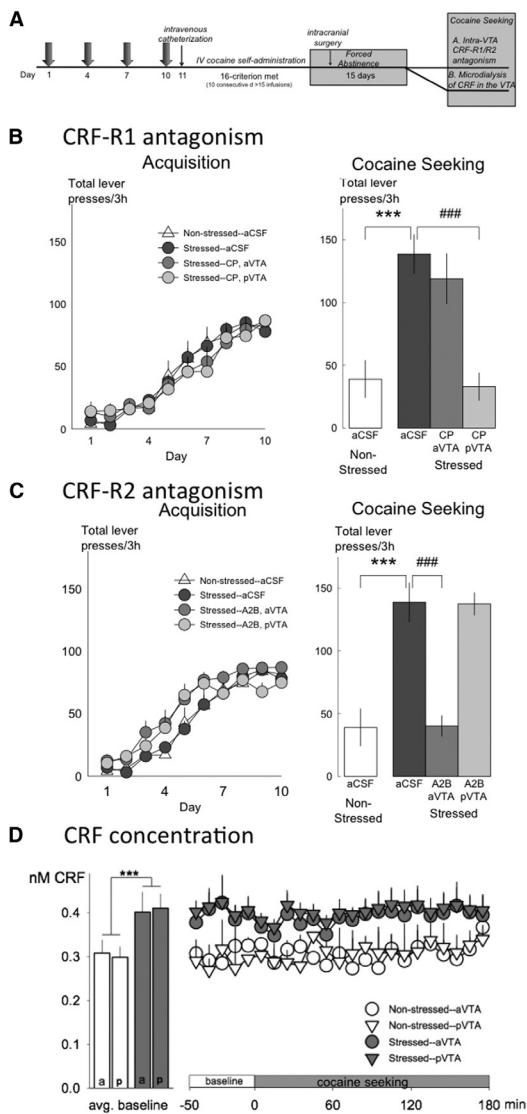 A
intravenous
catheterization
intracranial
surgery
Cocaine Seeking
A. Intra-VTA
CRF-R1/R2
antagonism
B. Microdialysis
of CRF in the VTA
IV cocaine self-administration
Forced
Abstinence
Day 1 4 7 10 11
16-criterion met
(10 consecutive d >15 infusions)
15 days
B CRF-R1 antagonism
Acquisition
Cocaine Seeking
Total lever
presses/3h
150
100
50
0
1 4 7 10
Day
Non-stressed--aCSF
Stressed--aCSF
Stressed--CP, aVTA
Stressed--CP, pVTA
Total lever
presses/3h
*** ###
150
100
50
0
aCSF aCSF CP aVTA CP pVTA
Non-Stressed
Stressed
C CRF-R2 antagonism
Acquisition
Cocaine Seeking
Total lever
presses/3h
150
100
50
0
1 4 7 10
Day
Non-stressed--aCSF
Stressed--aCSF
Stressed--A2B, aVTA
Stressed--A2B, pVTA
Total lever
presses/3h
*** ###
150
100
50
0
aCSF aCSF A2B aVTA A2B pVTA
Non-Stressed
Stressed
D CRF concentration
nM CRF
***
0.4
0.3
0.2
0.1
0.0
a p a p
avg. baseline
Non-stressed--aVTA
Non-stressed--pVTA
Stressed--aVTA
Stressed--pVTA
baseline cocaine seeking
-50 0 60 120 180 min